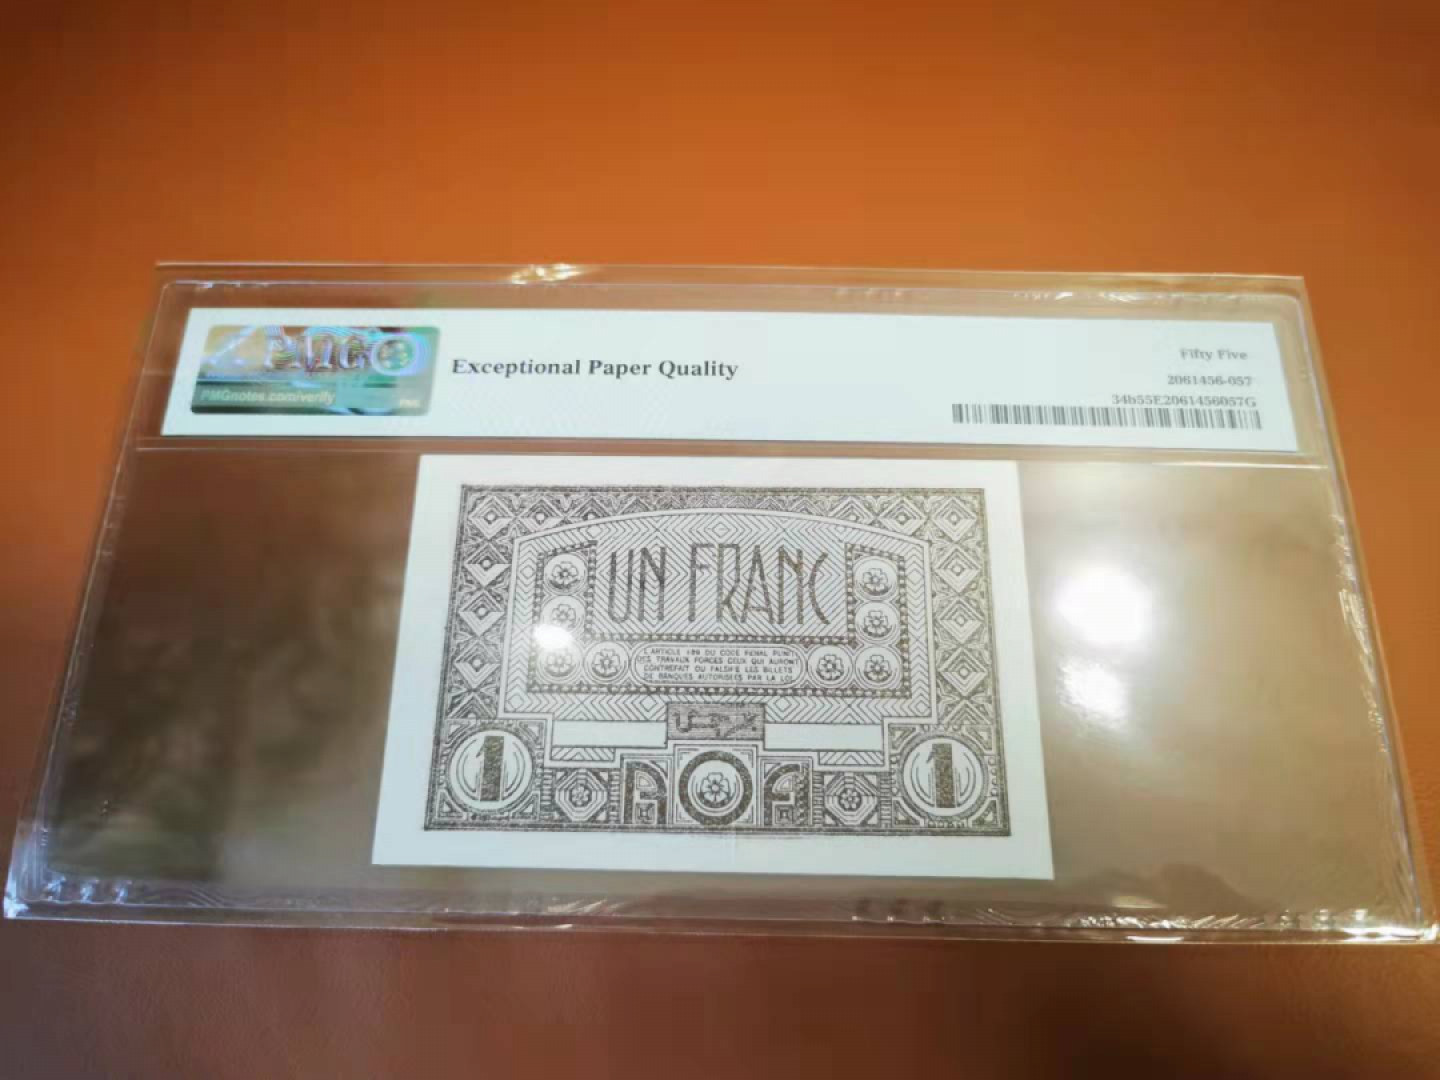 PMG
PMGnotes.com/verify
PMG
Exceptional Paper Quality
Fifty Five
2061456-057
34b55E2061456057G
UN FRANC
L'ARTICLE 139 DU CODE PENAL PUNIT
DES TRAVAUX FORCES CEUX QUI AURONT
CONTREFAIT OU FALSIFIE LES BILLETS
DE BANQUES AUTORISEES PAR LA LOI
1
AOF
1